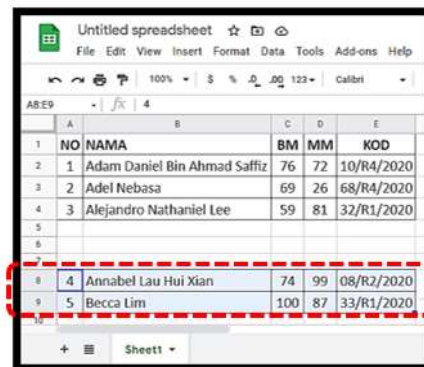 Untitled spreadsheet
File Edit View Insert Format Data Tools Add-ons Help
100% $ % .0 .00 123 Calibri
A8:E9 fx 4
A B C D E
1 NO NAMA BM MM KOD
2 1 Adam Daniel Bin Ahmad Saffiz 76 72 10/R4/2020
3 2 Adel Nebasa 69 26 68/R4/2020
4 3 Alejandro Nathaniel Lee 59 81 32/R1/2020
5
6
7
8 4 Annabel Lau Hui Xian 74 99 08/R2/2020
9 5 Becca Lim 100 87 33/R1/2020
10
Sheet1